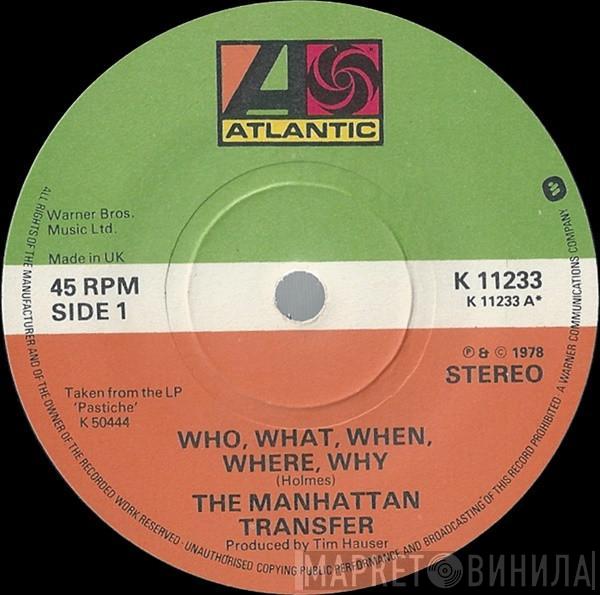 ATLANTIC
Warner Bros.
Music Ltd.
Made in UK
45 RPM
SIDE 1
K 11233
K 11233 A*
℗ & © 1978
STEREO
Taken from the LP
'Pastiche'
K 50444
WHO, WHAT, WHEN,
WHERE, WHY
(Holmes)
THE MANHATTAN
TRANSFER
Produced by Tim Hauser
ALL RIGHTS OF THE MANUFACTURER AND OF THE OWNER OF THE RECORDED WORK RESERVED · UNAUTHORISED COPYING PUBLIC PERFORMANCE AND BROADCASTING OF THIS RECORD PROHIBITED A WARNER COMMUNICATIONS COMPANY
МАРКЕТ ВИНИЛА